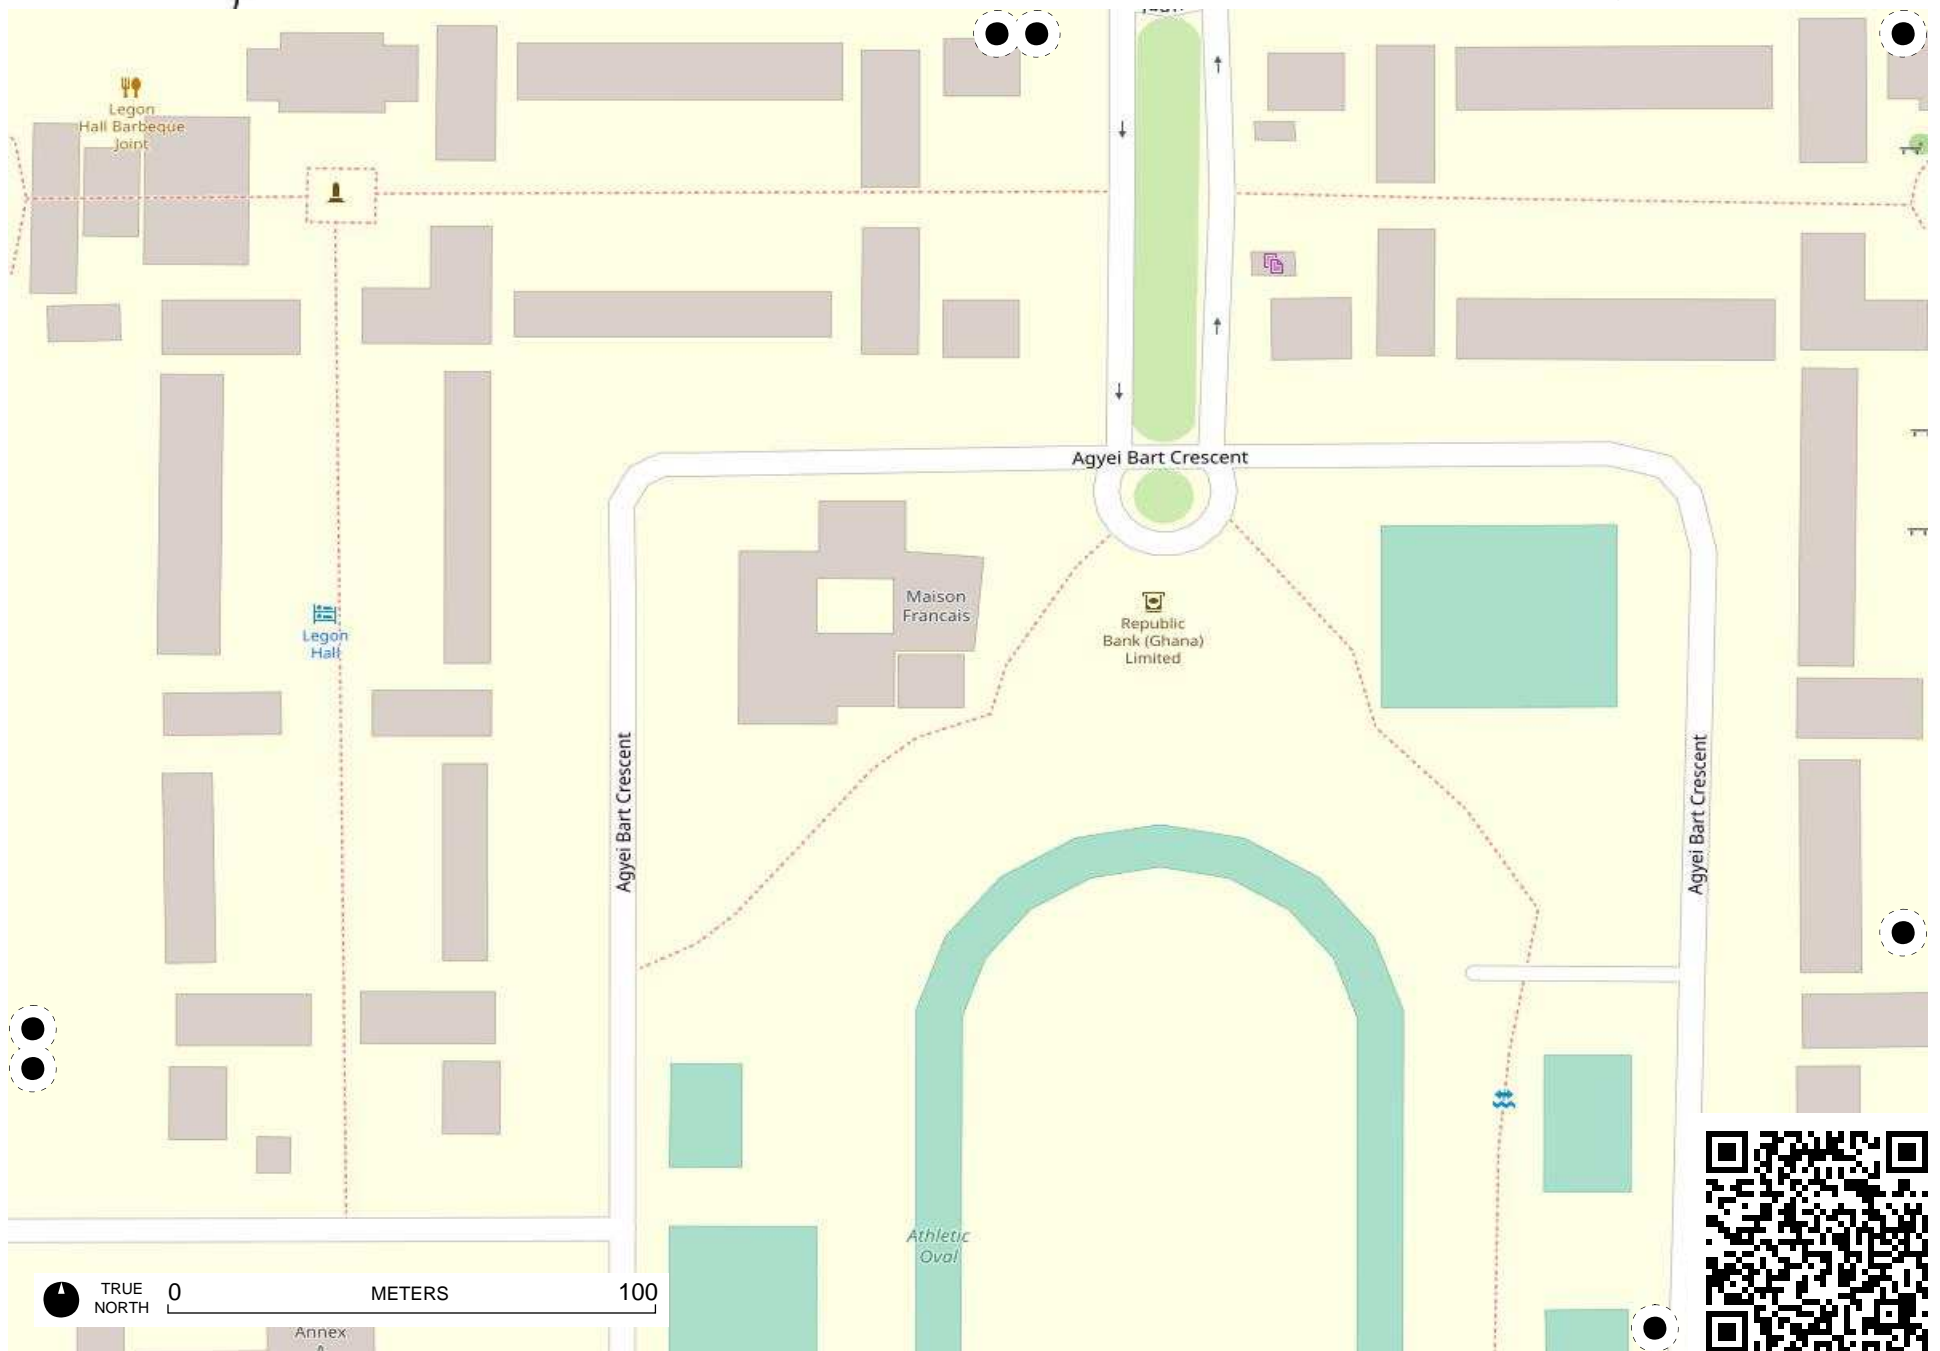 Legon
Hall Barbeque
Joint
Agyei Bart Crescent
Maison
Francais
Republic
Bank (Ghana)
Limited
Legon
Hall
Agyei Bart Crescent
Agyei Bart Crescent
Athletic
Oval
TRUE
NORTH
0
METERS
100
Annex